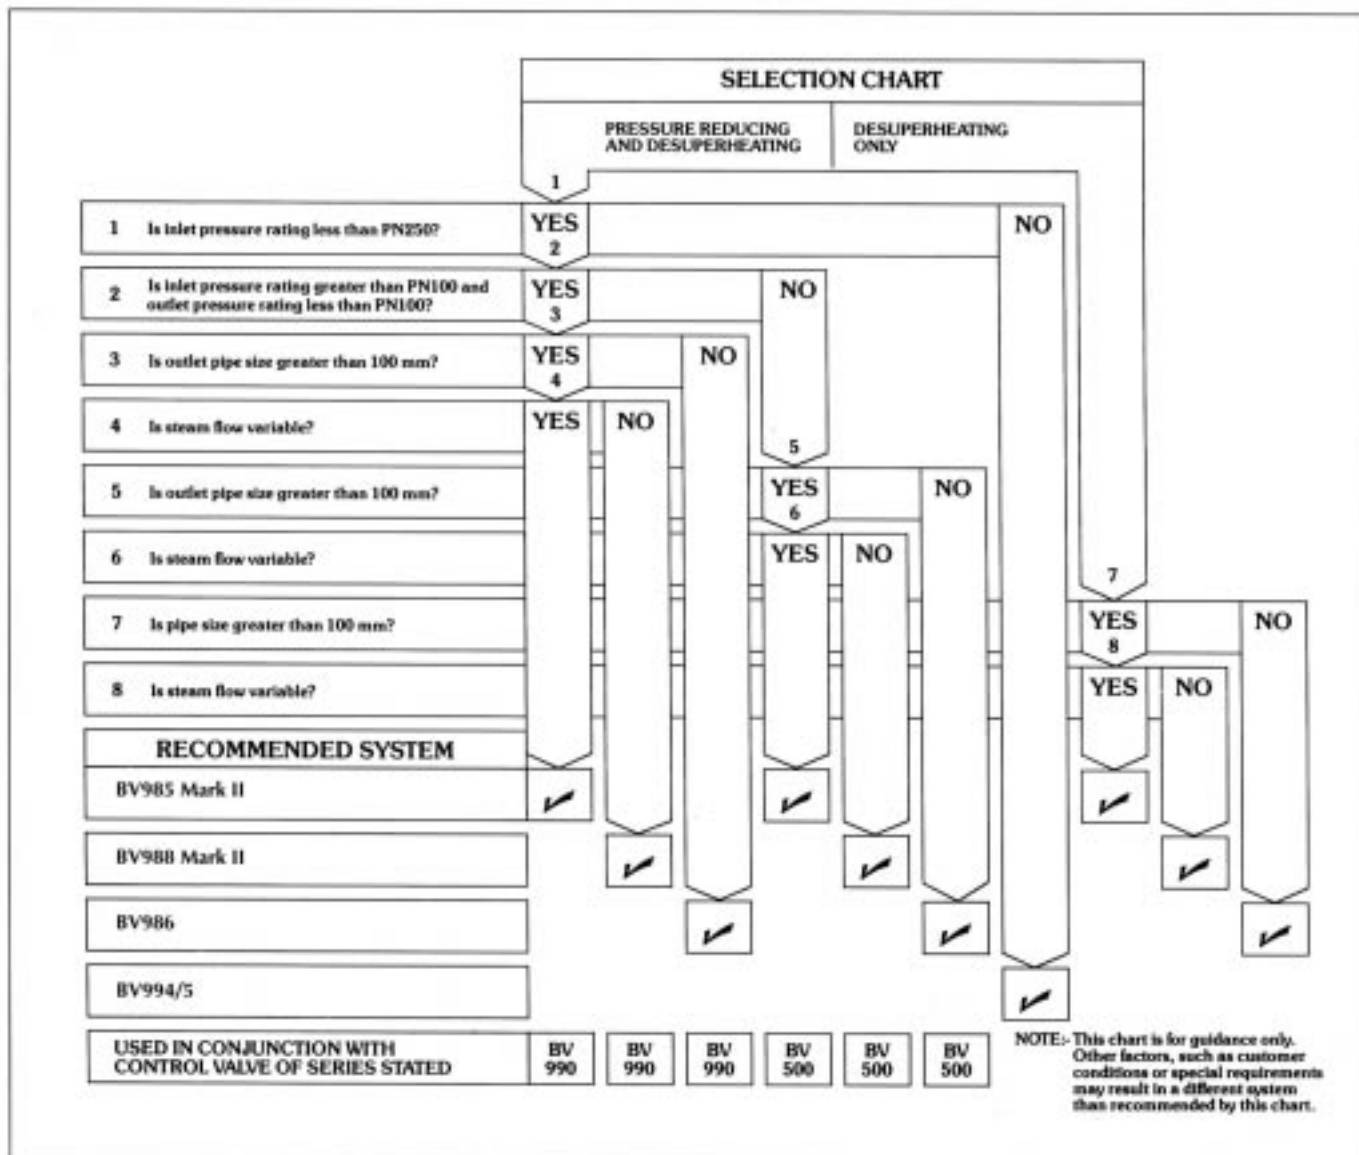 SELECTION CHART
PRESSURE REDUCING
AND DESUPERHEATING
DESUPERHEATING
ONLY
1
1 Is inlet pressure rating less than PN250?
YES
2
NO
2 Is inlet pressure rating greater than PN100 and
outlet pressure rating less than PN100?
YES
3
NO
3 Is outlet pipe size greater than 100 mm?
YES
4
NO
4 Is steam flow variable?
YES
NO
5
5 Is outlet pipe size greater than 100 mm?
YES
6
NO
6 Is steam flow variable?
YES
NO
7
7 Is pipe size greater than 100 mm?
YES
8
NO
8 Is steam flow variable?
YES
NO
RECOMMENDED SYSTEM
BV985 Mark II
BV988 Mark II
BV986
BV994/5
USED IN CONJUNCTION WITH
CONTROL VALVE OF SERIES STATED
BV
990
BV
990
BV
990
BV
500
BV
500
BV
500
NOTE:- This chart is for guidance only.
Other factors, such as customer
conditions or special requirements
may result in a different system
than recommended by this chart.